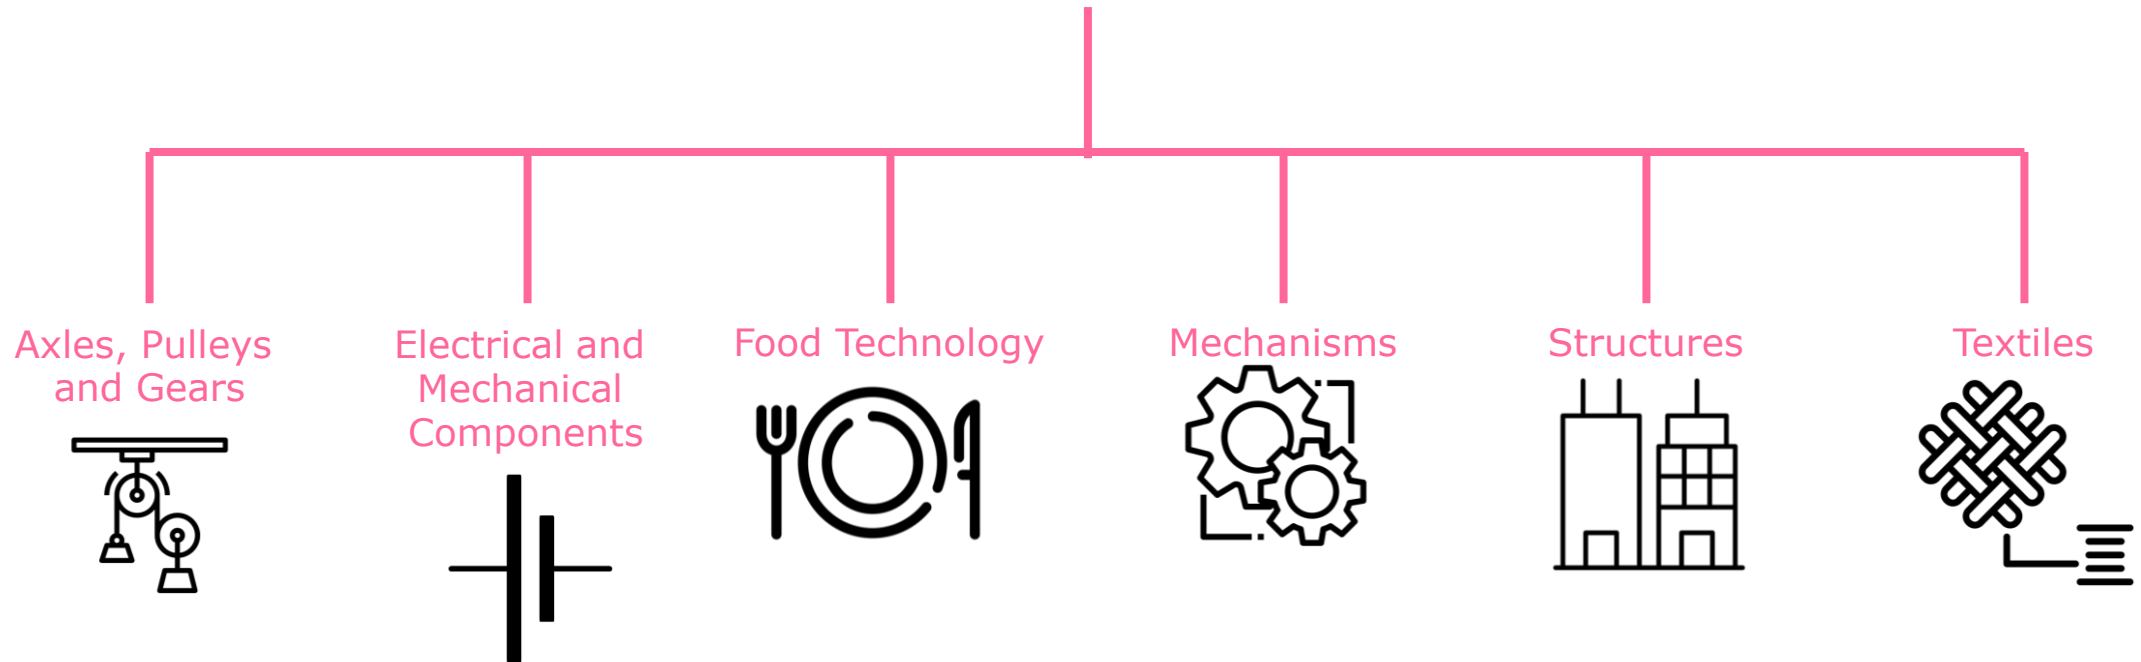 Axles, Pulleys
and Gears
Electrical and
Mechanical
Components
Food Technology
Mechanisms
Structures
Textiles